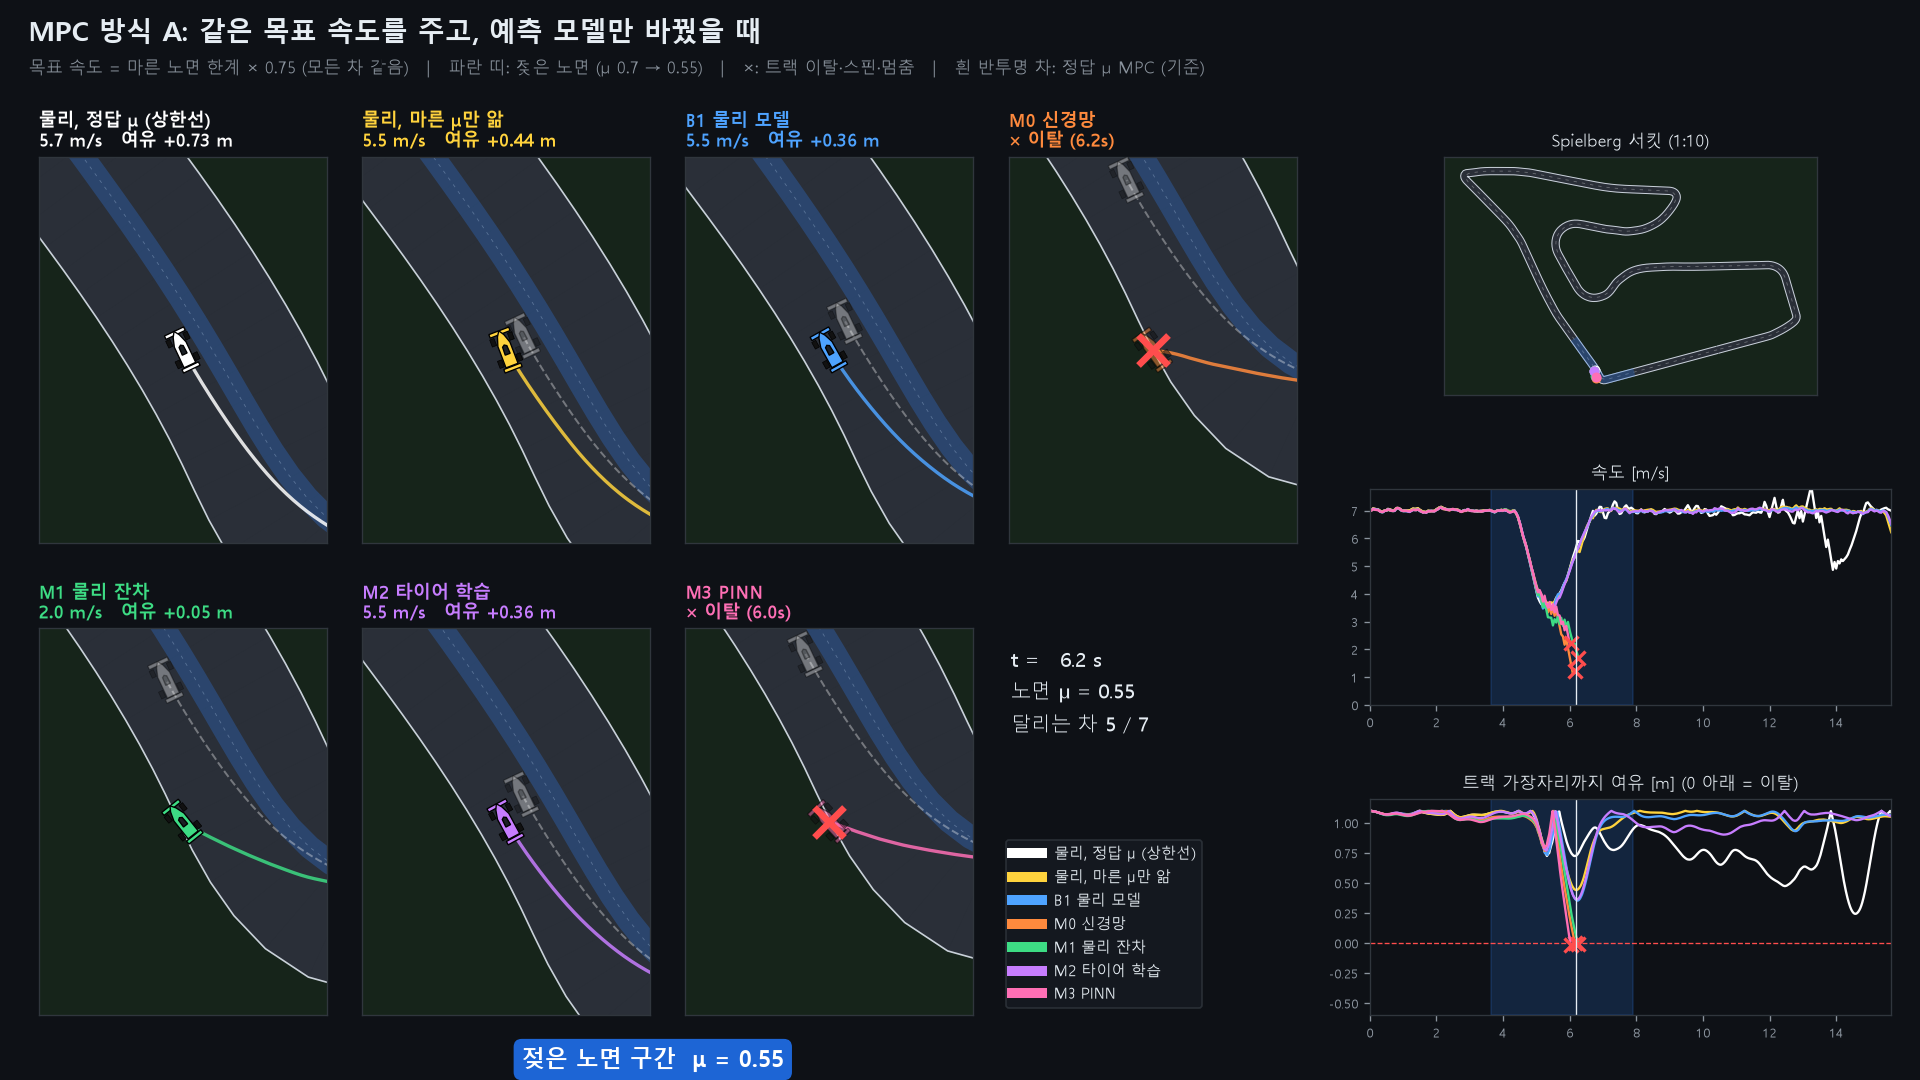 MPC 방식 A: 같은 목표 속도를 주고, 예측 모델만 바꿨을 때
목표 속도 = 마른 노면 한계 × 0.75 (모든 차 같음) | 파란 띠: 젖은 노면 (μ 0.7 → 0.55) | ×: 트랙 이탈·스핀·멈춤 | 흰 반투명 차: 정답 μ MPC (기준)
물리, 정답 μ (상한선)
5.7 m/s 여유 +0.73 m
물리, 마른 μ만 앎
5.5 m/s 여유 +0.44 m
B1 물리 모델
5.5 m/s 여유 +0.36 m
M0 신경망
× 이탈 (6.2s)
M1 물리 잔차
2.0 m/s 여유 +0.05 m
M2 타이어 학습
5.5 m/s 여유 +0.36 m
M3 PINN
× 이탈 (6.0s)
t = 6.2 s
노면 μ = 0.55
달리는 차 5 / 7
물리, 정답 μ (상한선)
물리, 마른 μ만 앎
B1 물리 모델
M0 신경망
M1 물리 잔차
M2 타이어 학습
M3 PINN
젖은 노면 구간 μ = 0.55
Spielberg 서킷 (1:10)
속도 [m/s]
7
6
5
4
3
2
1
0
0 2 4 6 8 10 12 14
트랙 가장자리까지 여유 [m] (0 아래 = 이탈)
1.00
0.75
0.50
0.25
0.00
-0.25
-0.50
0 2 4 6 8 10 12 14